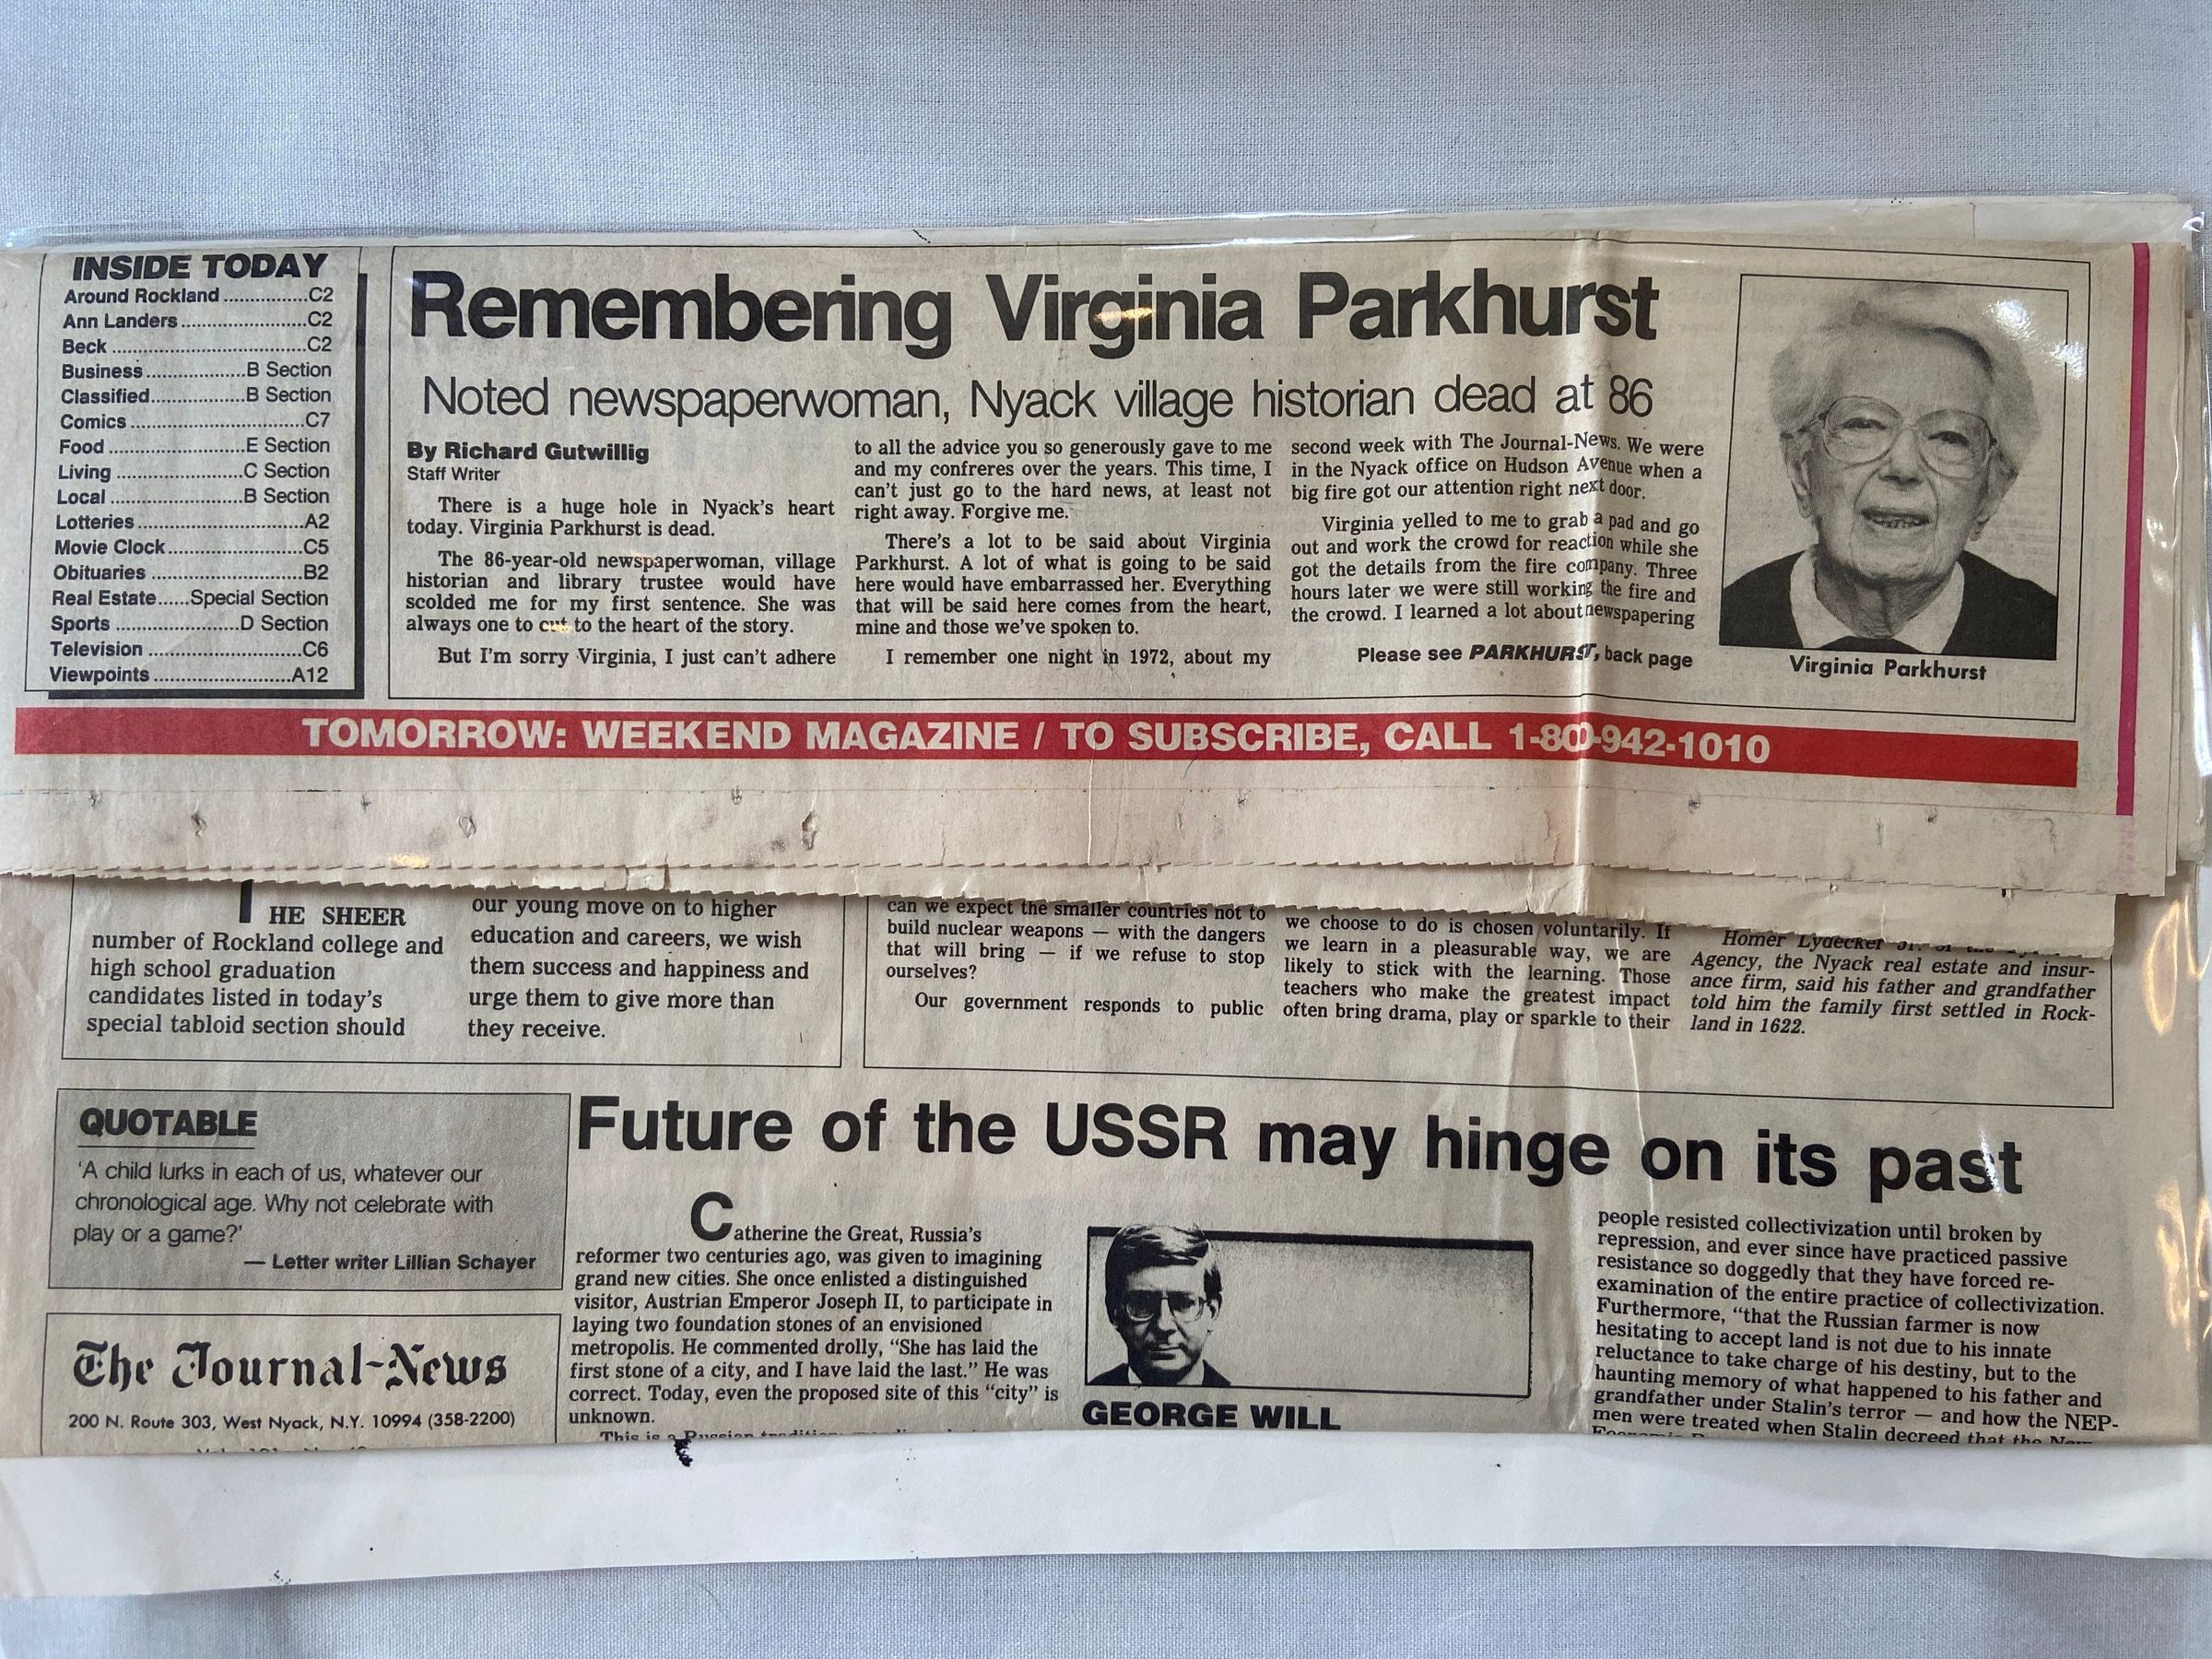 INSIDE TODAY
Around Rockland ...............C2
Ann Landers.......................C2
Beck ...................................C2
Business...................B Section
Classified..................B Section
Comics ...............................C7
Food .........................E Section
Living ........................C Section
Local .........................B Section
Lotteries..............................A2
Movie Clock........................C5
Obituaries ...........................B2
Real Estate......Special Section
Sports ........................D Section
Television ...........................C6
Viewpoints ........................A12
Remembering Virginia Parkhurst
Noted newspaperwoman, Nyack village historian dead at 86
By Richard Gutwillig
Staff Writer
There is a huge hole in Nyack's heart
today. Virginia Parkhurst is dead.
The 86-year-old newspaperwoman, village
historian and library trustee would have
scolded me for my first sentence. She was
always one to cut to the heart of the story.
But I'm sorry Virginia, I just can't adhere
to all the advice you so generously gave to me
and my confreres over the years. This time, I
can't just go to the hard news, at least not
right away. Forgive me.
There's a lot to be said about Virginia
Parkhurst. A lot of what is going to be said
here would have embarrassed her. Everything
that will be said here comes from the heart,
mine and those we've spoken to.
I remember one night in 1972, about my
second week with The Journal-News. We were
in the Nyack office on Hudson Avenue when a
big fire got our attention right next door.
Virginia yelled to me to grab a pad and go
out and work the crowd for reaction while she
got the details from the fire company. Three
hours later we were still working the fire and
the crowd. I learned a lot about newspapering
Please see PARKHURST, back page
Virginia Parkhurst
TOMORROW: WEEKEND MAGAZINE / TO SUBSCRIBE, CALL 1-800-942-1010
THE SHEER
number of Rockland college and
high school graduation
candidates listed in today's
special tabloid section should
our young move on to higher
education and careers, we wish
them success and happiness and
urge them to give more than
they receive.
can we expect the smaller countries not to
build nuclear weapons — with the dangers
that will bring — if we refuse to stop
ourselves?
Our government responds to public
we choose to do is chosen voluntarily. If
we learn in a pleasurable way, we are
likely to stick with the learning. Those
teachers who make the greatest impact
often bring drama, play or sparkle to their
Homer Lydecker Jr. of the
Agency, the Nyack real estate and insur-
ance firm, said his father and grandfather
told him the family first settled in Rock-
land in 1622.
QUOTABLE
'A child lurks in each of us, whatever our
chronological age. Why not celebrate with
play or a game?'
— Letter writer Lillian Schayer
The Journal-News
200 N. Route 303, West Nyack, N.Y. 10994 (358-2200)
Future of the USSR may hinge on its past
Catherine the Great, Russia's
reformer two centuries ago, was given to imagining
grand new cities. She once enlisted a distinguished
visitor, Austrian Emperor Joseph II, to participate in
laying two foundation stones of an envisioned
metropolis. He commented drolly, "She has laid the
first stone of a city, and I have laid the last." He was
correct. Today, even the proposed site of this "city" is
unknown.
This is a Russian
GEORGE WILL
people resisted collectivization until broken by
repression, and ever since have practiced passive
resistance so doggedly that they have forced re-
examination of the entire practice of collectivization.
Furthermore, "that the Russian farmer is now
hesitating to accept land is not due to his innate
reluctance to take charge of his destiny, but to the
haunting memory of what happened to his father and
grandfather under Stalin's terror — and how the NEP-
men were treated when Stalin decreed that the New